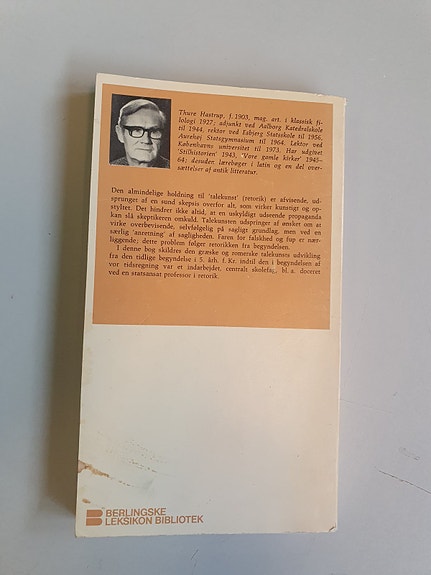 Thure Hastrup, f. 1903, mag. art. i klassisk fi-
lologi 1927; adjunkt ved Aalborg Katedralskole
til 1944, rektor ved Esbjerg Statsskole til 1956,
Aurehøj Statsgymnasium til 1964. Lektor ved
Københavns universitet til 1973. Har udgivet
'Stilhistorien' 1943, 'Vore gamle kirker' 1945-
64; desuden lærebøger i latin og en del over-
sættelser af antik litteratur.
Den almindelige holdning til 'talekunst' (retorik) er afvisende, ud-
sprunget af en sund skepsis overfor alt, som virker kunstigt og op-
styltet. Det hindrer ikke altid, at en uskyldigt udseende propaganda
kan slå skeptikeren omkuld. Talekunsten udspringer af ønsket om at
virke overbevisende, selvfølgelig på sagligt grundlag, men ved en
særlig 'anretning' af sagligheden. Faren for falskhed og fup er nær-
liggende; dette problem følger retorikken fra begyndelsen.
I denne bog skildres den græske og romerske talekunsts udvikling
fra den tidlige begyndelse i 5. årh. f. Kr. indtil den i begyndelsen af
vor tidsregning var et indarbejdet, centralt skolefag, bl. a. doceret
ved en statsansat professor i retorik.
BERLINGSKE
LEKSIKON BIBLIOTEK